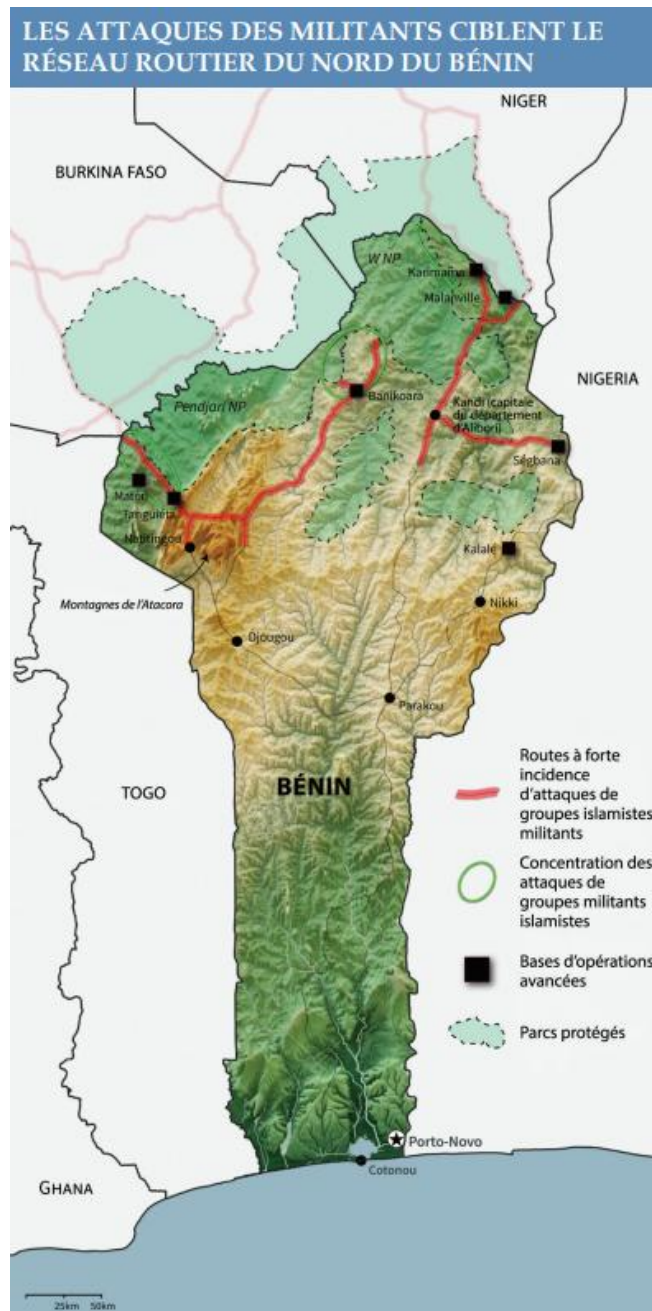 LES ATTAQUES DES MILITANTS CIBLENT LE
RÉSEAU ROUTIER DU NORD DU BÉNIN
NIGER
BURKINA FASO
W NP
Karimama
Malanville
NIGERIA
Pendjari NP
Banikoara
Kandi (capitale
du département
d'Alibori)
Ségbana
Matéri
Tanguiéta
Natitingou
Kalalé
Montagnes de l'Atacora
Nikki
Djougou
Parakou
TOGO
BÉNIN
Routes à forte
incidence
d'attaques de
groupes islamistes
militants
Concentration des
attaques de
groupes militants
islamistes
Bases d'opérations
avancées
Parcs protégés
Porto-Novo
Cotonou
GHANA
25km 50km